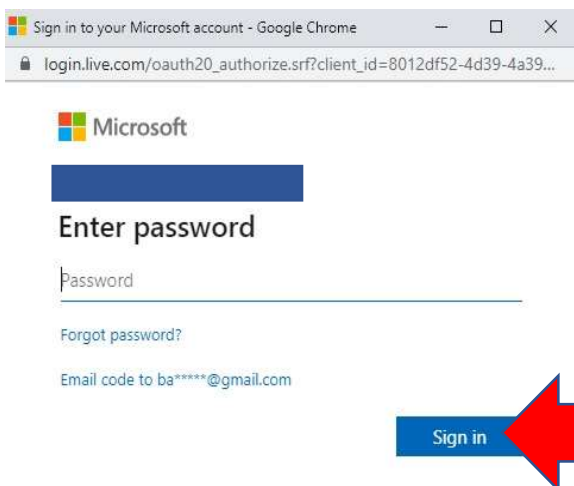 Sign in to your Microsoft account - Google Chrome
login.live.com/oauth20_authorize.srf?client_id=8012df52-4d39-4a39...
Microsoft
Enter password
Password
Forgot password?
Email code to ba*****@gmail.com
Sign in